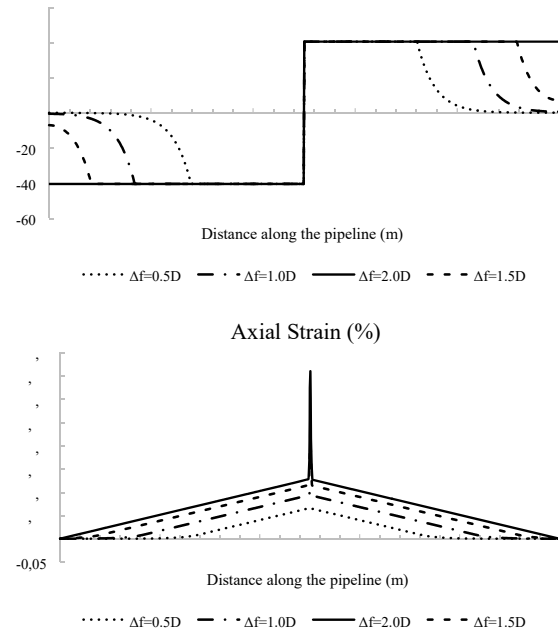 -20
-40
-60
Distance along the pipeline (m)
Δf=0.5D Δf=1.0D Δf=2.0D Δf=1.5D
Axial Strain (%)
,
,
,
,
,
,
,
,
-0,05
Distance along the pipeline (m)
Δf=0.5D Δf=1.0D Δf=2.0D Δf=1.5D